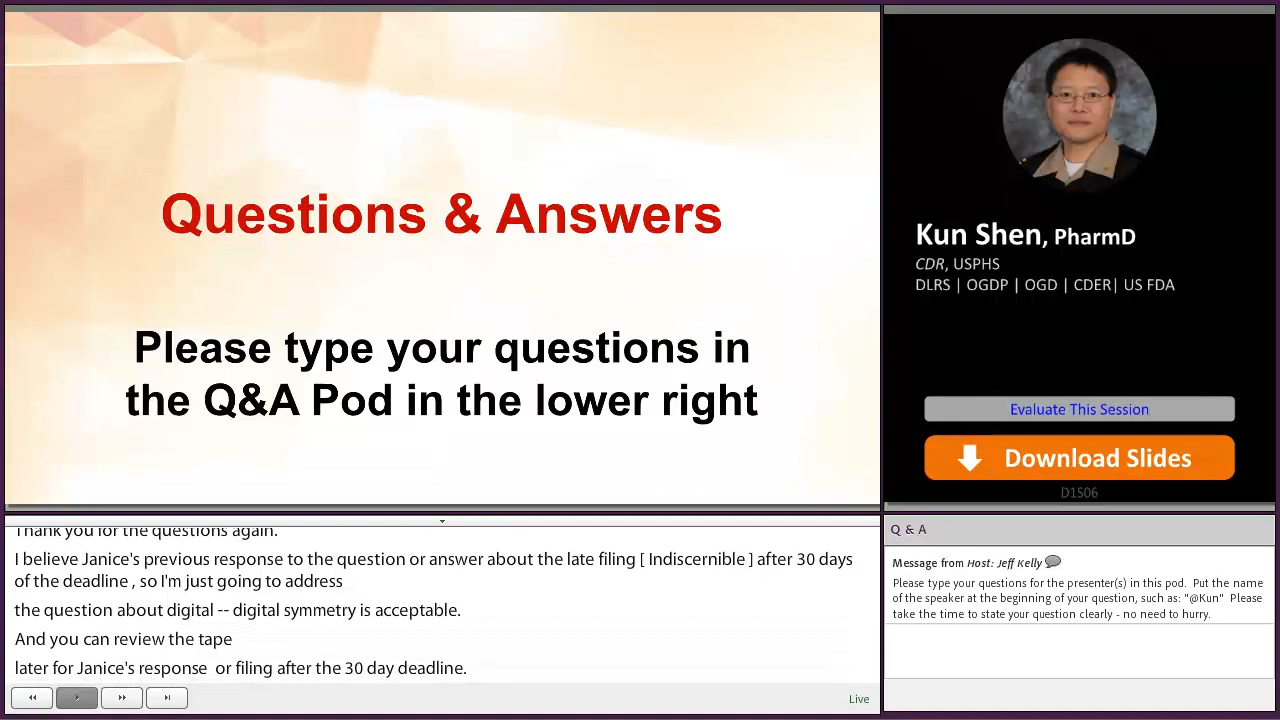 Questions & Answers
Please type your questions in
the Q&A Pod in the lower right
Kun Shen, PharmD
CDR, USPHS
DLRS | OGDP | OGD | CDER| US FDA
Evaluate This Session
Download Slides
D1S06
Thank you for the questions again.
I believe Janice's previous response to the question or answer about the late filing [ Indiscernible ] after 30 days
of the deadline , so I'm just going to address
the question about digital -- digital symmetry is acceptable.
And you can review the tape
later for Janice's response or filing after the 30 day deadline.
Live
Q & A
Message from Host: Jeff Kelly
Please type your questions for the presenter(s) in this pod. Put the name
of the speaker at the beginning of your question, such as: "@Kun" Please
take the time to state your question clearly - no need to hurry.